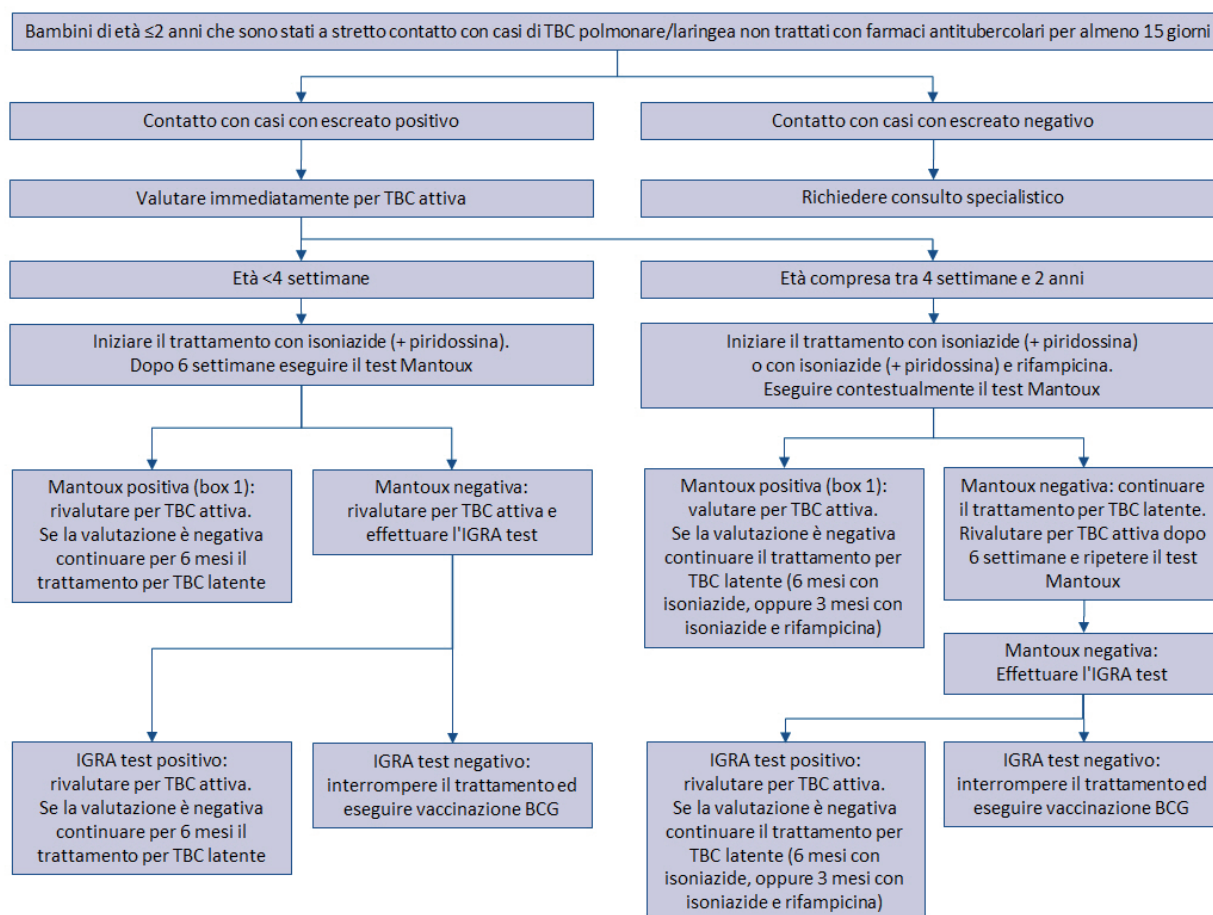 Bambini di età ≤2 anni che sono stati a stretto contatto con casi di TBC polmonare/laringea non trattati con farmaci antitubercolari per almeno 15 giorni
Contatto con casi con escreato positivo
Contatto con casi con escreato negativo
Valutare immediatamente per TBC attiva
Richiedere consulto specialistico
Età <4 settimane
Età compresa tra 4 settimane e 2 anni
Iniziare il trattamento con isoniazide (+ piridossina).
Dopo 6 settimane eseguire il test Mantoux
Iniziare il trattamento con isoniazide (+ piridossina)
o con isoniazide (+ piridossina) e rifampicina.
Eseguire contestualmente il test Mantoux
Mantoux positiva (box 1):
rivalutare per TBC attiva.
Se la valutazione è negativa
continuare per 6 mesi il
trattamento per TBC latente
Mantoux negativa:
rivalutare per TBC attiva e
effettuare l'IGRA test
Mantoux positiva (box 1):
valutare per TBC attiva.
Se la valutazione è negativa
continuare il trattamento per
TBC latente (6 mesi con
isoniazide, oppure 3 mesi con
isoniazide e rifampicina)
Mantoux negativa: continuare
il trattamento per TBC latente.
Rivalutare per TBC attiva dopo
6 settimane e ripetere il test
Mantoux
Mantoux negativa:
Effettuare l'IGRA test
IGRA test positivo:
rivalutare per TBC attiva.
Se la valutazione è negativa
continuare per 6 mesi il
trattamento per TBC latente
IGRA test negativo:
interrompere il trattamento ed
eseguire vaccinazione BCG
IGRA test positivo:
rivalutare per TBC attiva.
Se la valutazione è negativa
continuare il trattamento per
TBC latente (6 mesi con
isoniazide, oppure 3 mesi con
isoniazide e rifampicina)
IGRA test negativo:
interrompere il trattamento ed
eseguire vaccinazione BCG